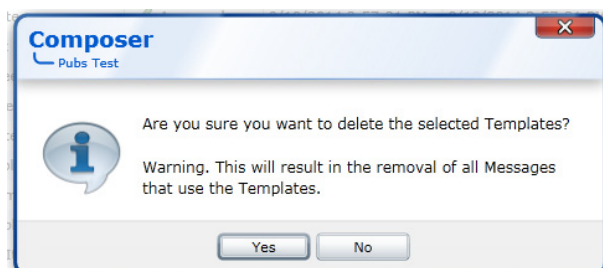 Composer
Pubs Test
Are you sure you want to delete the selected Templates?
Warning. This will result in the removal of all Messages
that use the Templates.
Yes No